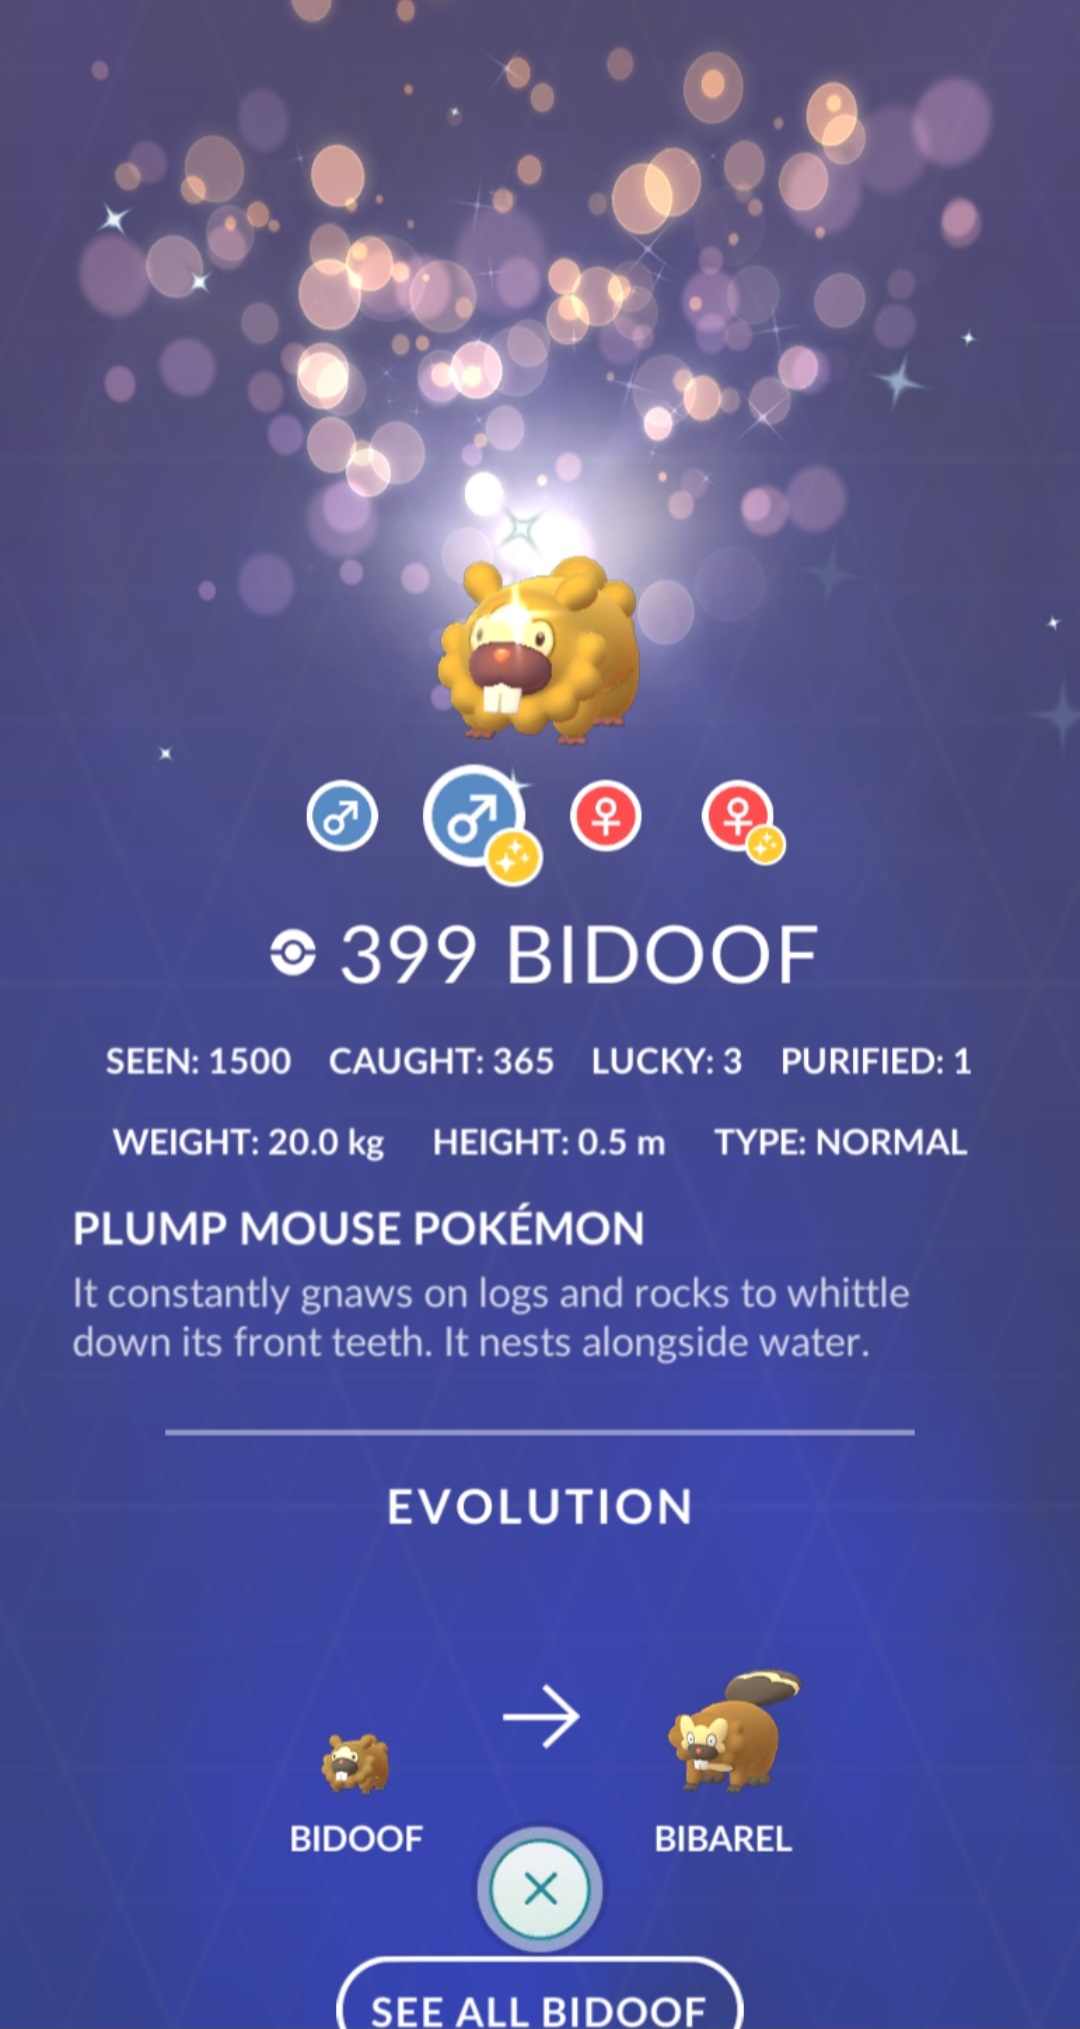 399 BIDOOF
SEEN: 1500 CAUGHT: 365 LUCKY: 3 PURIFIED: 1
WEIGHT: 20.0 kg HEIGHT: 0.5 m TYPE: NORMAL
PLUMP MOUSE POKÉMON
It constantly gnaws on logs and rocks to whittle
down its front teeth. It nests alongside water.
EVOLUTION
BIDOOF BIBAREL
SEE ALL BIDOOF